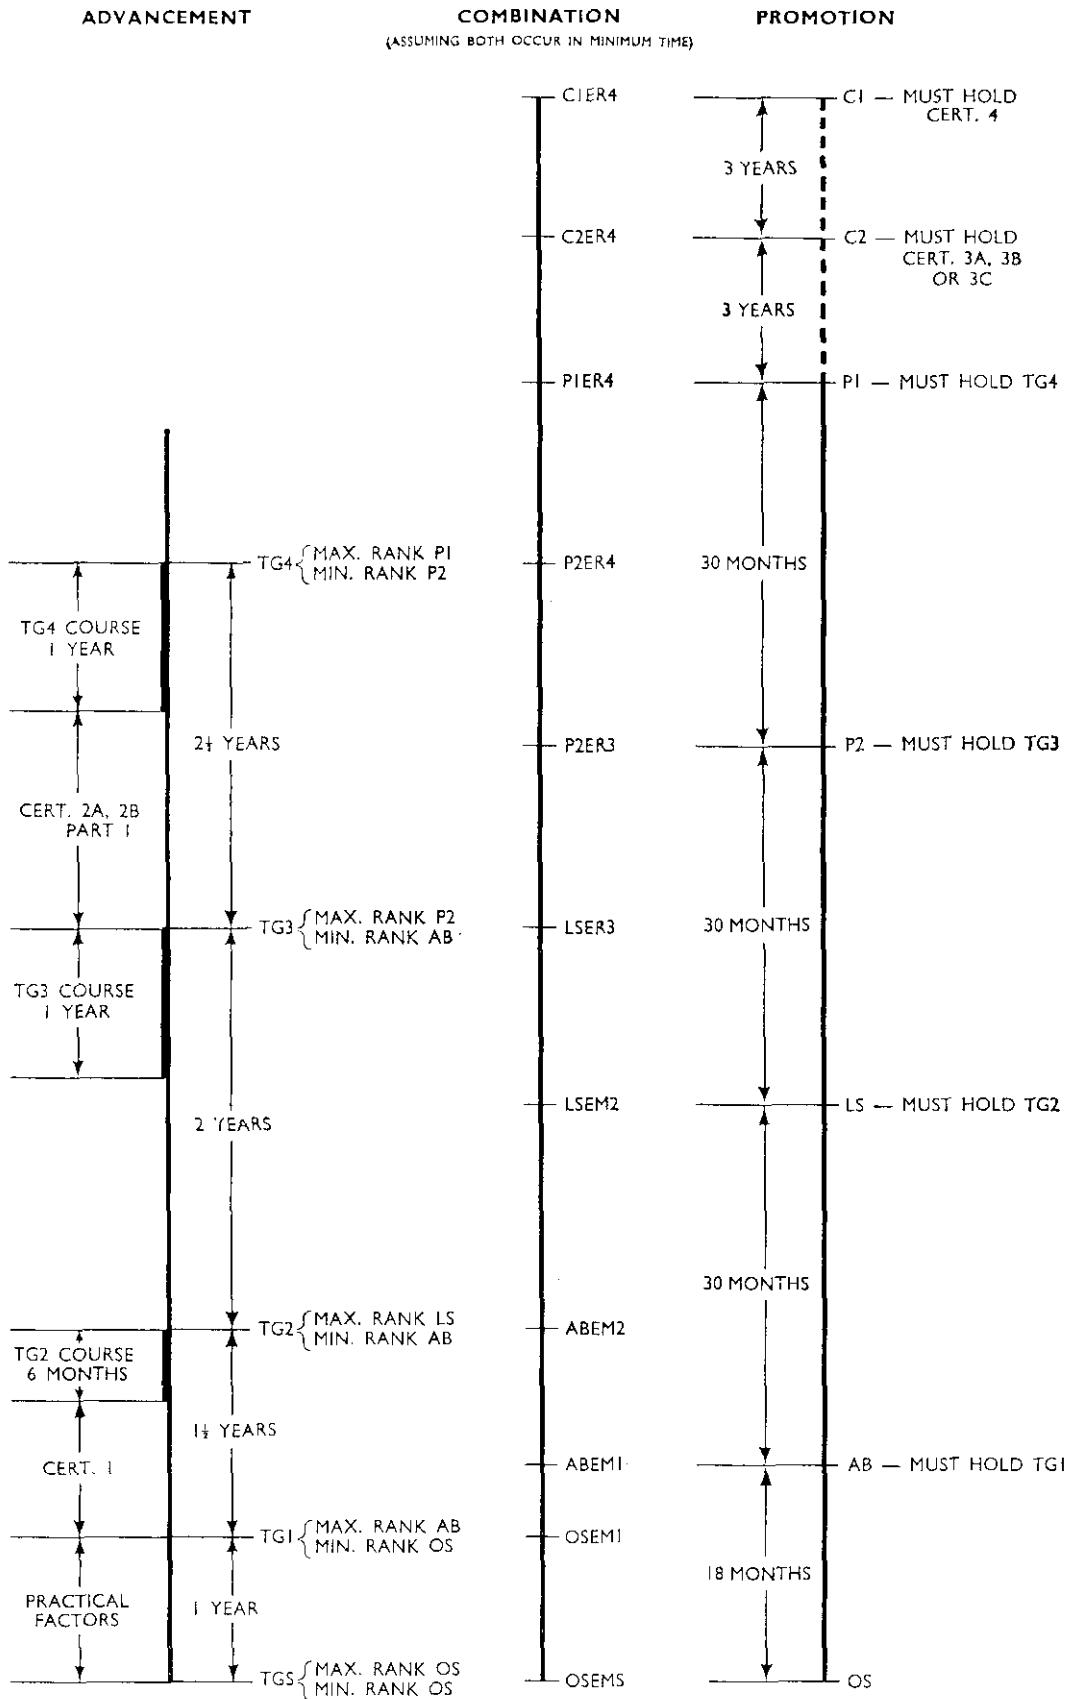 ADVANCEMENT
COMBINATION
(ASSUMING BOTH OCCUR IN MINIMUM TIME)
PROMOTION
TG4 { MAX. RANK P1
MIN. RANK P2
TG4 COURSE
1 YEAR
2½ YEARS
CERT. 2A, 2B
PART 1
TG3 { MAX. RANK P2
MIN. RANK AB
TG3 COURSE
1 YEAR
2 YEARS
TG2 { MAX. RANK LS
MIN. RANK AB
TG2 COURSE
6 MONTHS
1½ YEARS
CERT. 1
TG1 { MAX. RANK AB
MIN. RANK OS
PRACTICAL
FACTORS
1 YEAR
TGS { MAX. RANK OS
MIN. RANK OS
C1ER4
C2ER4
P1ER4
P2ER4
P2ER3
LSER3
LSEM2
ABEM2
ABEM1
OSEM1
OSEMS
C1 — MUST HOLD
CERT. 4
3 YEARS
C2 — MUST HOLD
CERT. 3A, 3B
OR 3C
3 YEARS
P1 — MUST HOLD TG4
30 MONTHS
P2 — MUST HOLD TG3
30 MONTHS
LS — MUST HOLD TG2
30 MONTHS
AB — MUST HOLD TG1
18 MONTHS
OS